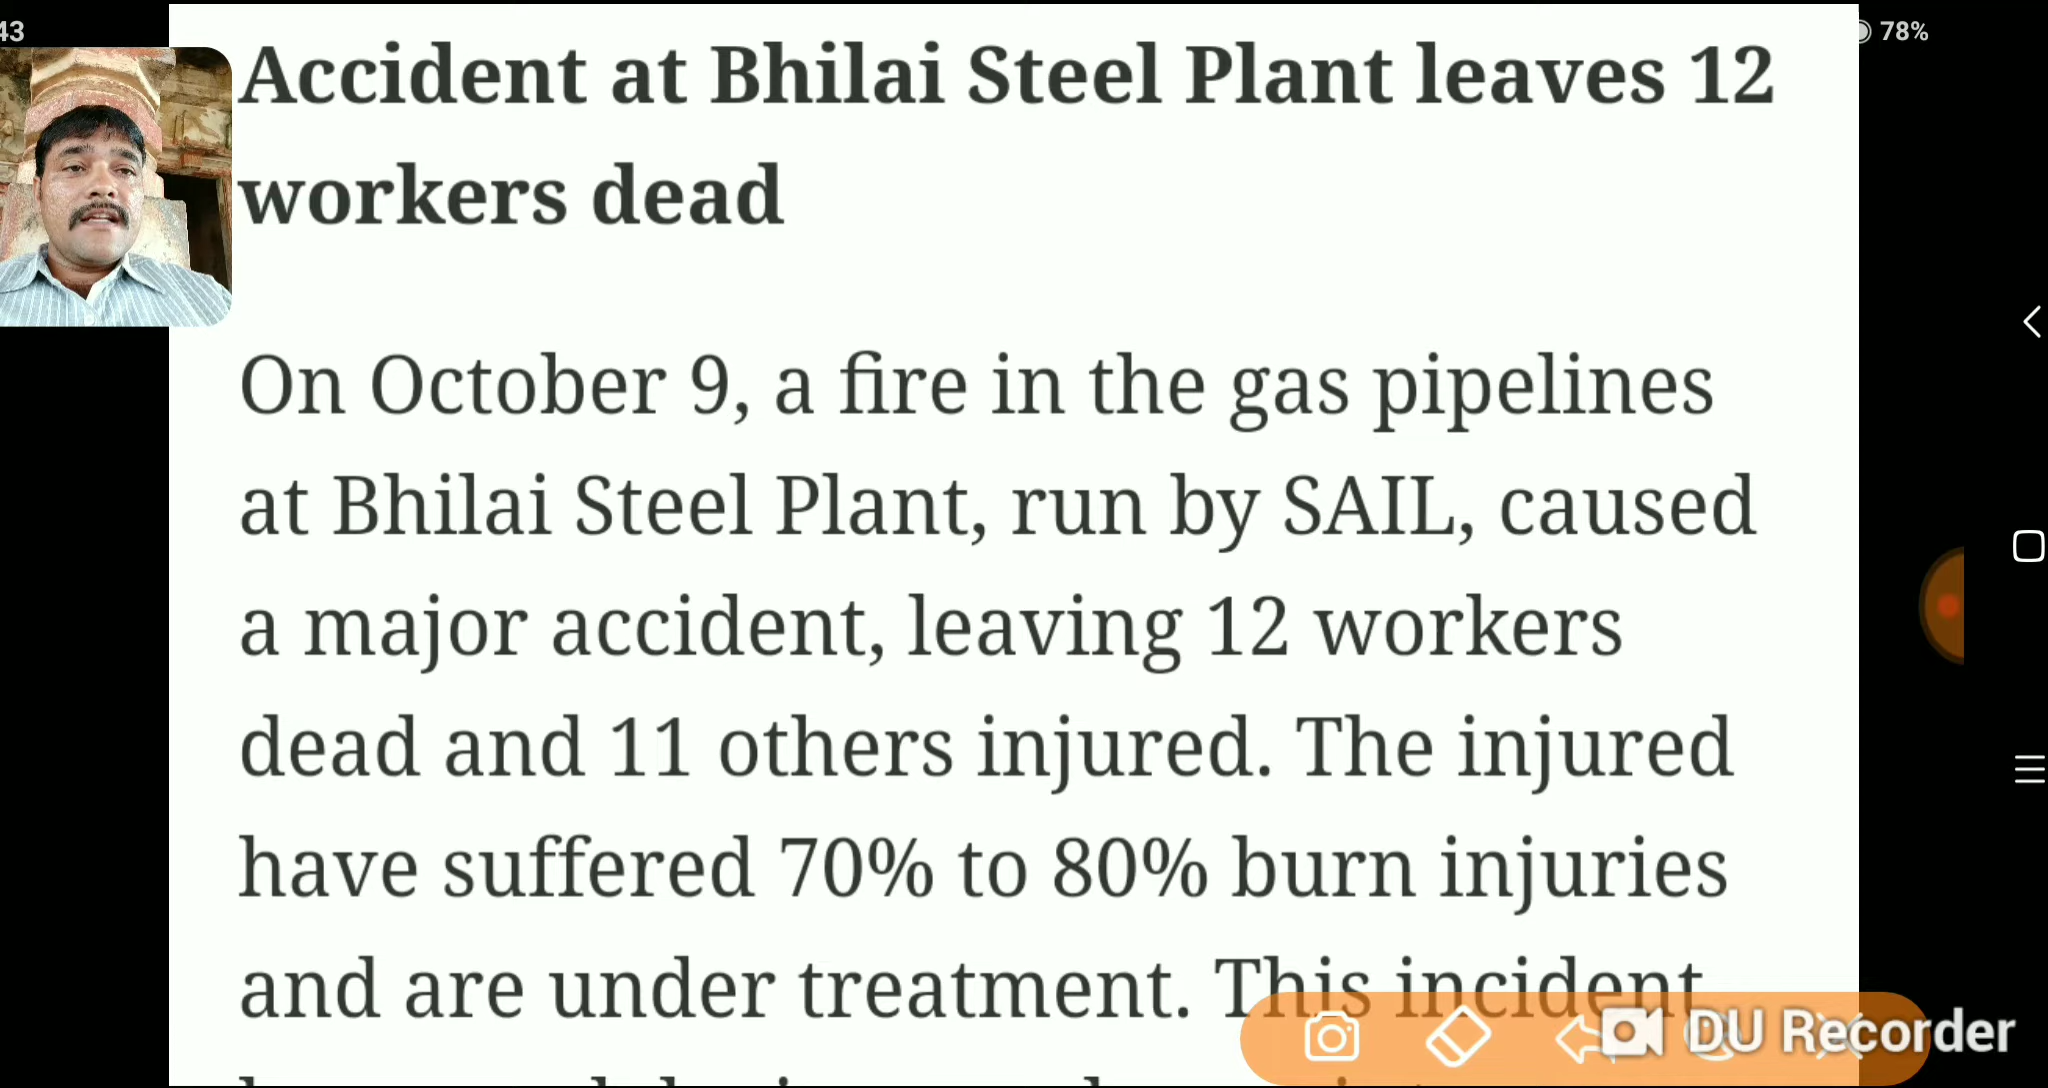 43
78%
Accident at Bhilai Steel Plant leaves 12
workers dead
On October 9, a fire in the gas pipelines
at Bhilai Steel Plant, run by SAIL, caused
a major accident, leaving 12 workers
dead and 11 others injured. The injured
have suffered 70% to 80% burn injuries
and are under treatment. This incident
DU Recorder